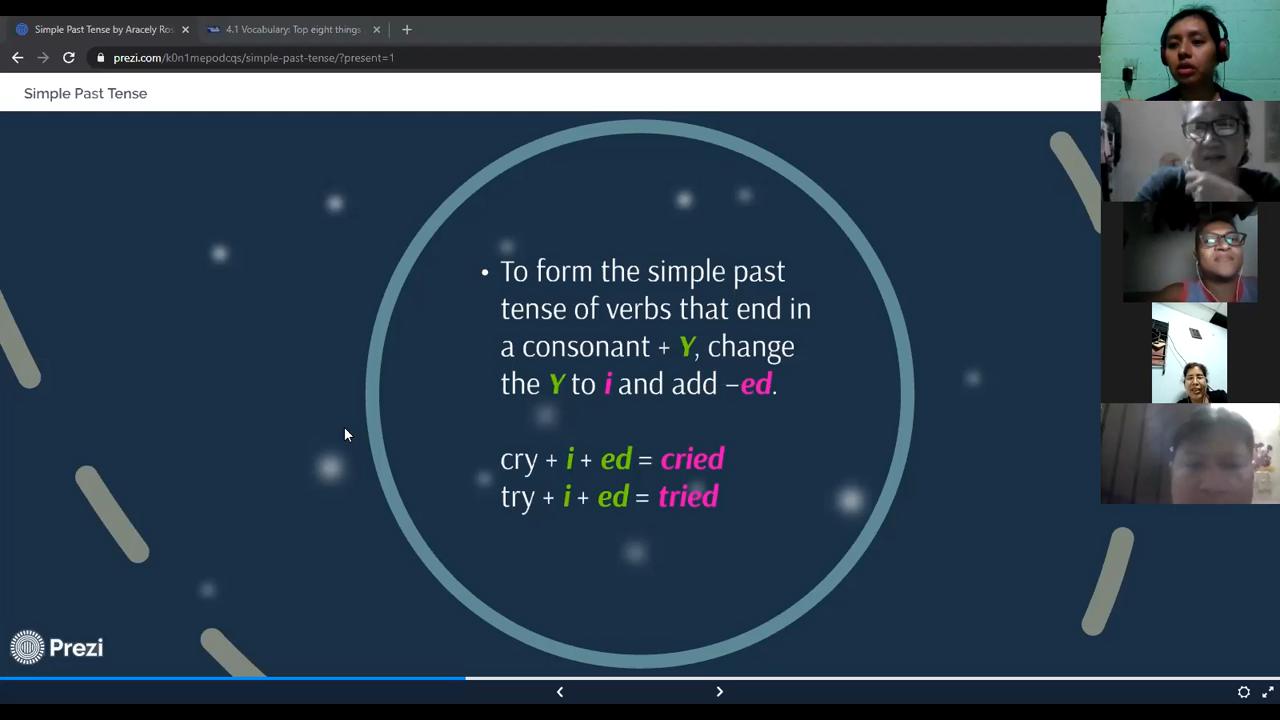 Simple Past Tense by Aracely Ros
4.1 Vocabulary: Top eight things
prezi.com/k0n1mepodcqs/simple-past-tense/?present=1
Simple Past Tense
• To form the simple past
tense of verbs that end in
a consonant + Y, change
the Y to i and add –ed.
cry + i + ed = cried
try + i + ed = tried
Prezi